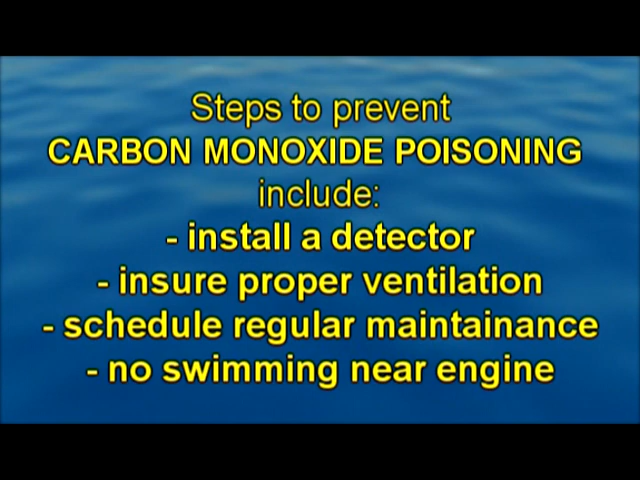 Steps to prevent
CARBON MONOXIDE POISONING
include:
- install a detector
- insure proper ventilation
- schedule regular maintainance
- no swimming near engine